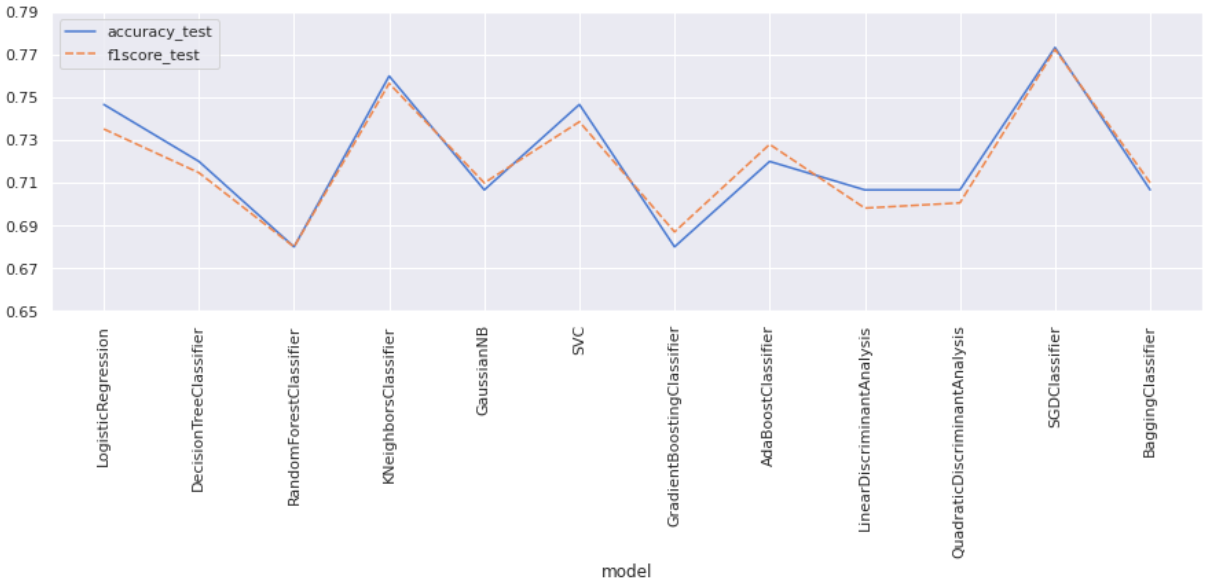 0.79
0.77
0.75
0.73
0.71
0.69
0.67
0.65
accuracy_test
f1score_test
LogisticRegression
DecisionTreeClassifier
RandomForestClassifier
KNeighborsClassifier
GaussianNB
SVC
GradientBoostingClassifier
AdaBoostClassifier
LinearDiscriminantAnalysis
QuadraticDiscriminantAnalysis
SGDClassifier
BaggingClassifier
model